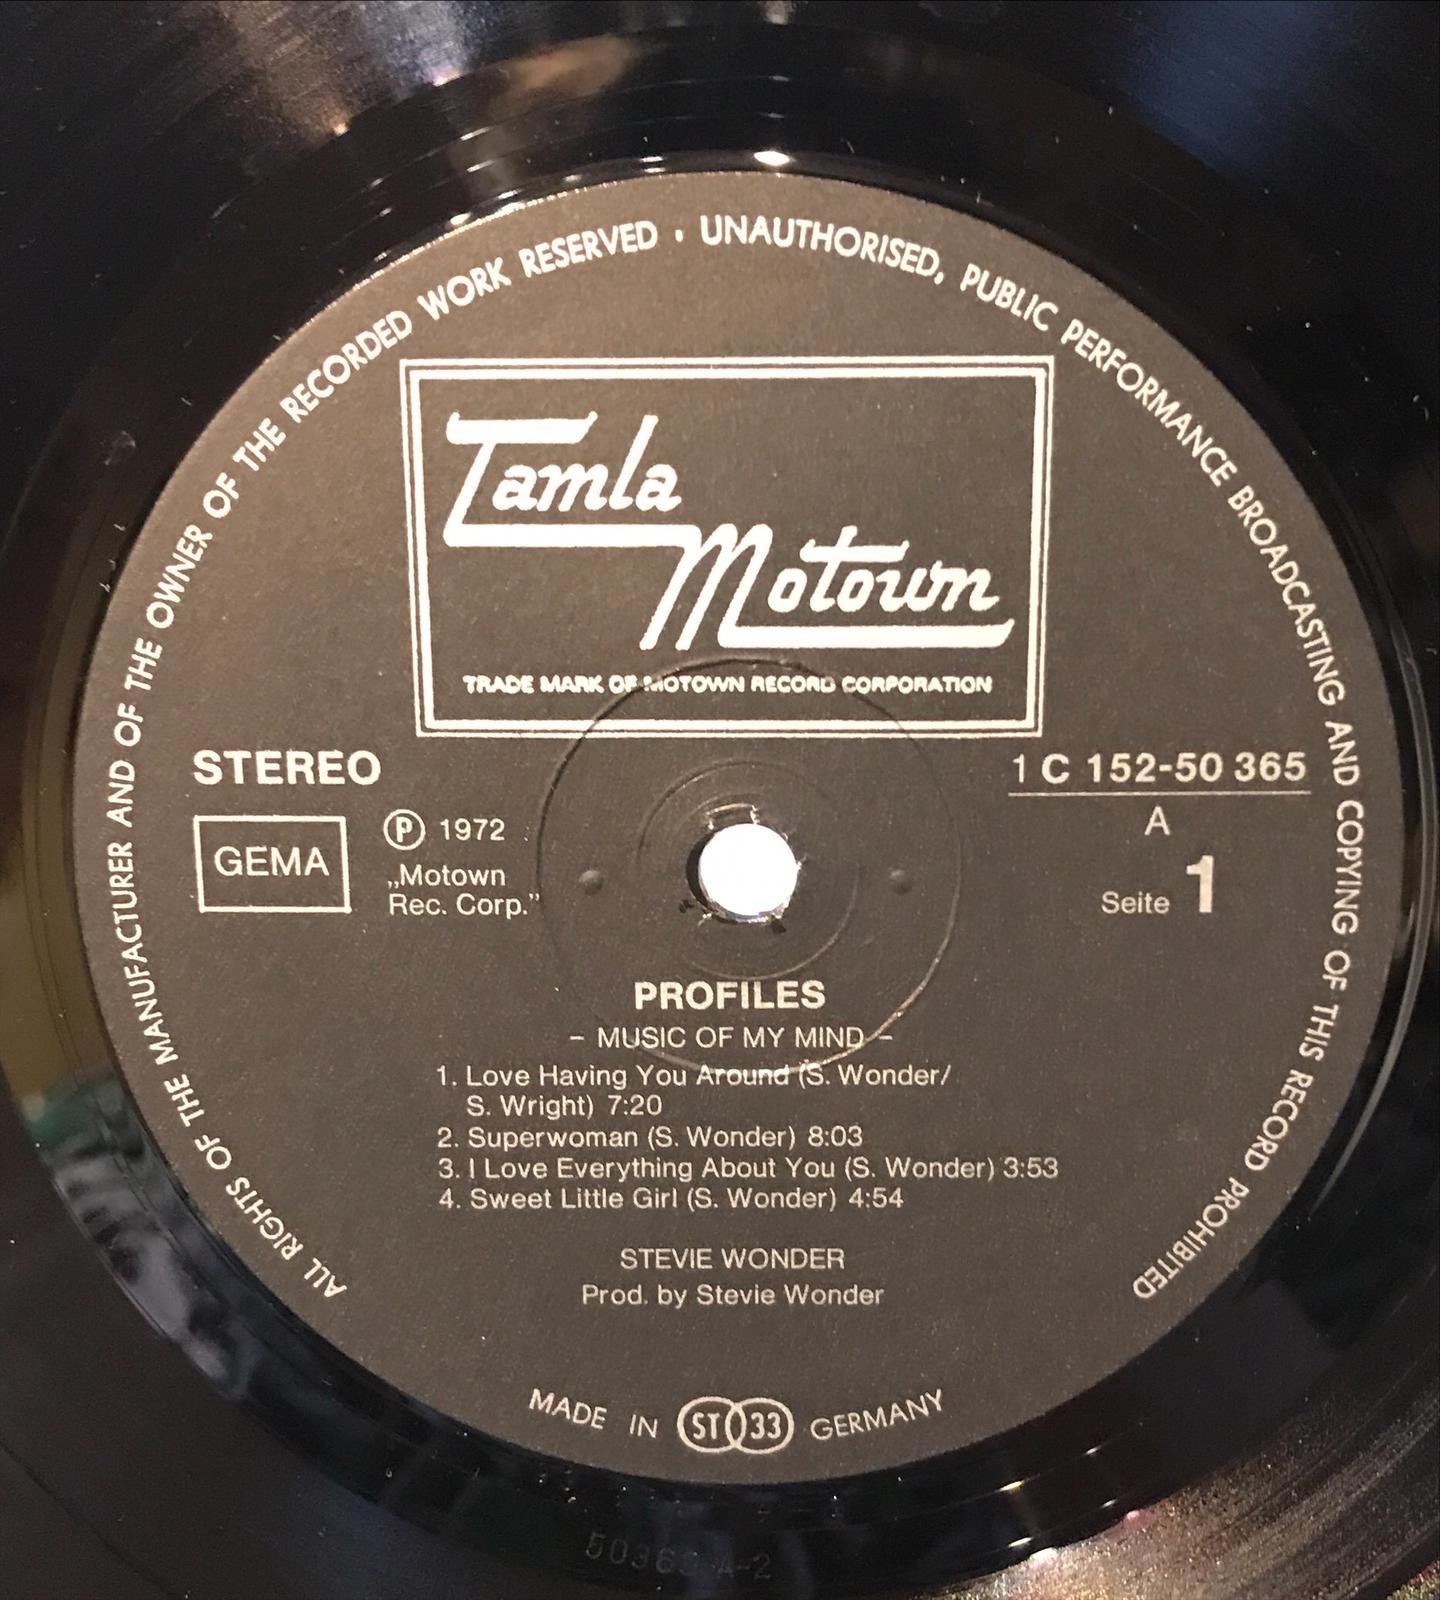 ALL RIGHTS OF THE MANUFACTURER AND OF THE OWNER OF THE RECORDED WORK RESERVED · UNAUTHORISED, PUBLIC PERFORMANCE BROADCASTING AND COPYING OF THIS RECORD PROHIBITED
Tamla
Motown
TRADE MARK OF MOTOWN RECORD CORPORATION
STEREO
GEMA
Ⓟ 1972
„Motown
Rec. Corp.”
1 C 152-50 365
A
Seite 1
PROFILES
– MUSIC OF MY MIND –
1. Love Having You Around (S. Wonder/
S. Wright) 7:20
2. Superwoman (S. Wonder) 8:03
3. I Love Everything About You (S. Wonder) 3:53
4. Sweet Little Girl (S. Wonder) 4:54
STEVIE WONDER
Prod. by Stevie Wonder
MADE IN ST 33 GERMANY